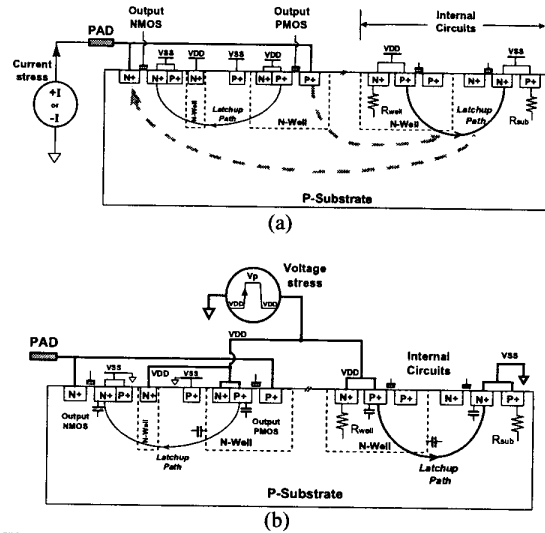 Output NMOS
Output PMOS
Internal Circuits
PAD
VSS VDD VSS VDD VDD VSS
Current stress
+I
or
-I
N+ N+ P+ N+ P+ N+ P+ P+ N+ P+ P+ N+ N+ P+
N-Well
Latchup Path
N-Well
Rwell
N-Well
Latchup Path
Rsub
P-Substrate
(a)
Voltage stress
Vp
VDD VDD
VDD
PAD
VSS VDD VSS VDD Internal Circuits VSS
N+ N+ P+ N+ P+ N+ P+ P+ N+ P+ P+ N+ N+ P+
Output NMOS
N-Well
Latchup Path
N-Well
Output PMOS
Rwell
N-Well
Latchup Path
Rsub
P-Substrate
(b)